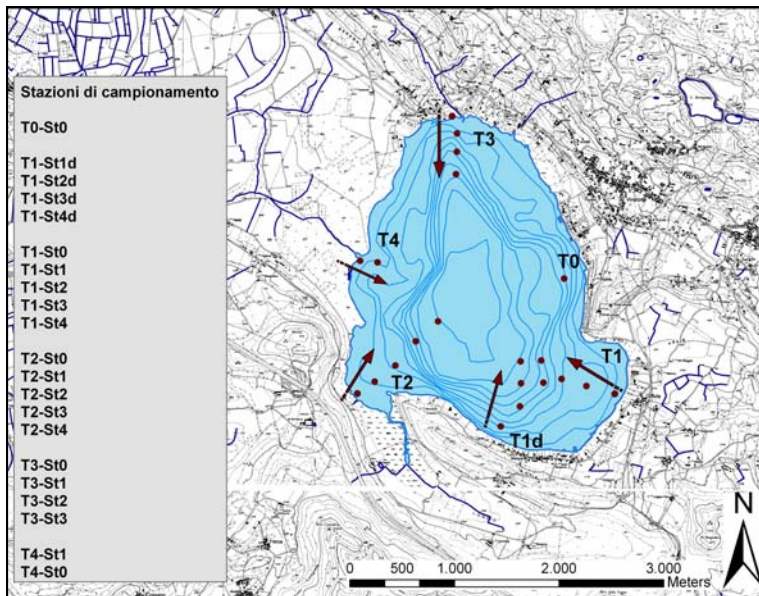 Stazioni di campionamento
T0-St0
T1-St1d
T1-St2d
T1-St3d
T1-St4d
T1-St0
T1-St1
T1-St2
T1-St3
T1-St4
T2-St0
T2-St1
T2-St2
T2-St3
T2-St4
T3-St0
T3-St1
T3-St2
T3-St3
T4-St1
T4-St0
T3
T4
T0
T1
T2
T1d
N
0 500 1.000 2.000 3.000
Meters